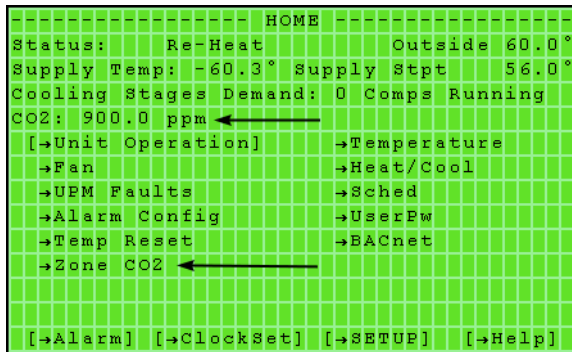 ----------------- HOME -----------------
Status: Re-Heat Outside 60.0°
Supply Temp: -60.3° Supply Stpt 56.0°
Cooling Stages Demand: 0 Comps Running
CO2: 900.0 ppm
[→Unit Operation] →Temperature
→Fan →Heat/Cool
→UPM Faults →Sched
→Alarm Config →UserPw
→Temp Reset →BACnet
→Zone CO2
[→Alarm] [→ClockSet] [→SETUP] [→Help]